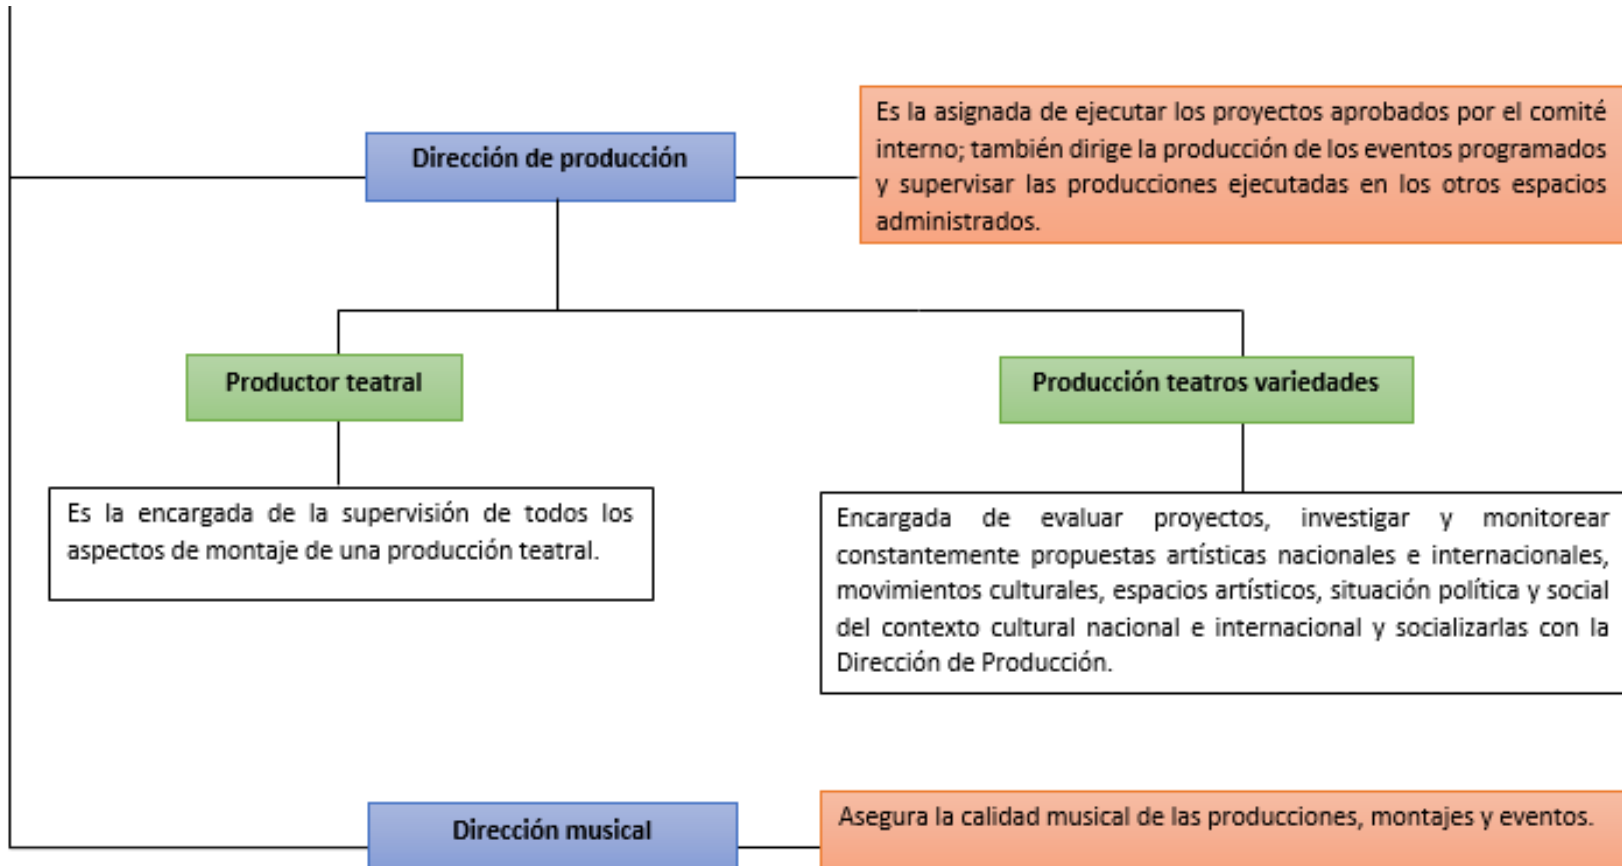 Dirección de producción
Es la asignada de ejecutar los proyectos aprobados por el comité
interno; también dirige la producción de los eventos programados
y supervisar las producciones ejecutadas en los otros espacios
administrados.
Productor teatral
Es la encargada de la supervisión de todos los
aspectos de montaje de una producción teatral.
Producción teatros variedades
Encargada de evaluar proyectos, investigar y monitorear
constantemente propuestas artísticas nacionales e internacionales,
movimientos culturales, espacios artísticos, situación política y social
del contexto cultural nacional e internacional y socializarlas con la
Dirección de Producción.
Dirección musical
Asegura la calidad musical de las producciones, montajes y eventos.